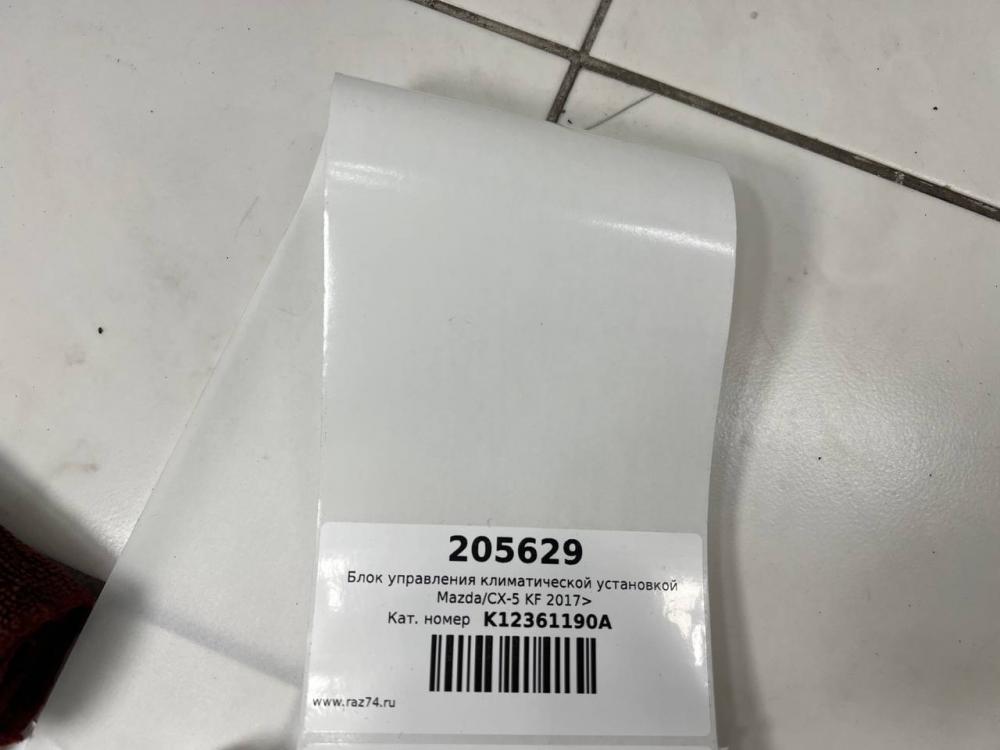 205629
Блок управления климатической установкой
Mazda/CX-5 KF 2017>
Кат. номер K12361190A
www.raz74.ru